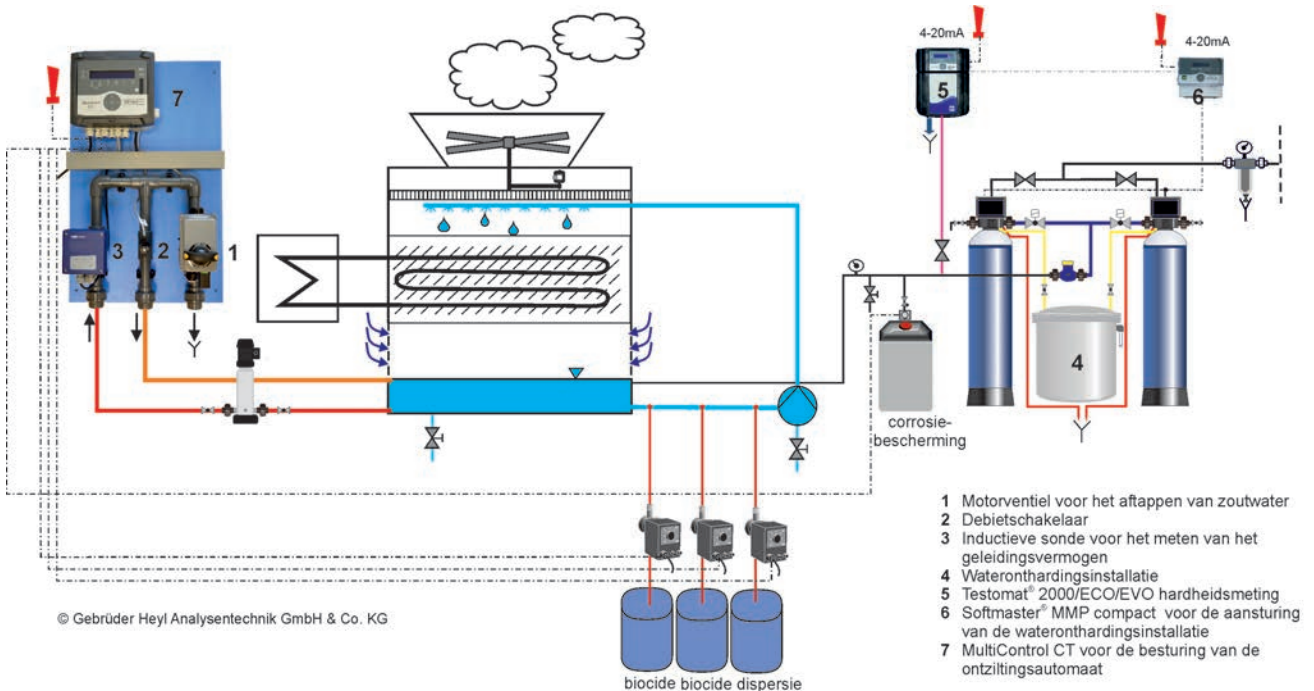 4-20mA
4-20mA
7
5
6
3
2
1
4
corrosie-
bescherming
1 Motorventiel voor het aftappen van zoutwater
2 Debietschakelaar
3 Inductieve sonde voor het meten van het
geleidingsvermogen
4 Wateronthardingsinstallatie
5 Testomat® 2000/ECO/EVO hardheidsmeting
6 Softmaster® MMP compact voor de aansturing
van de wateronthardingsinstallatie
7 MultiControl CT voor de besturing van de
ontziltingsautomaat
© Gebrüder Heyl Analysentechnik GmbH & Co. KG
biocide biocide dispersie